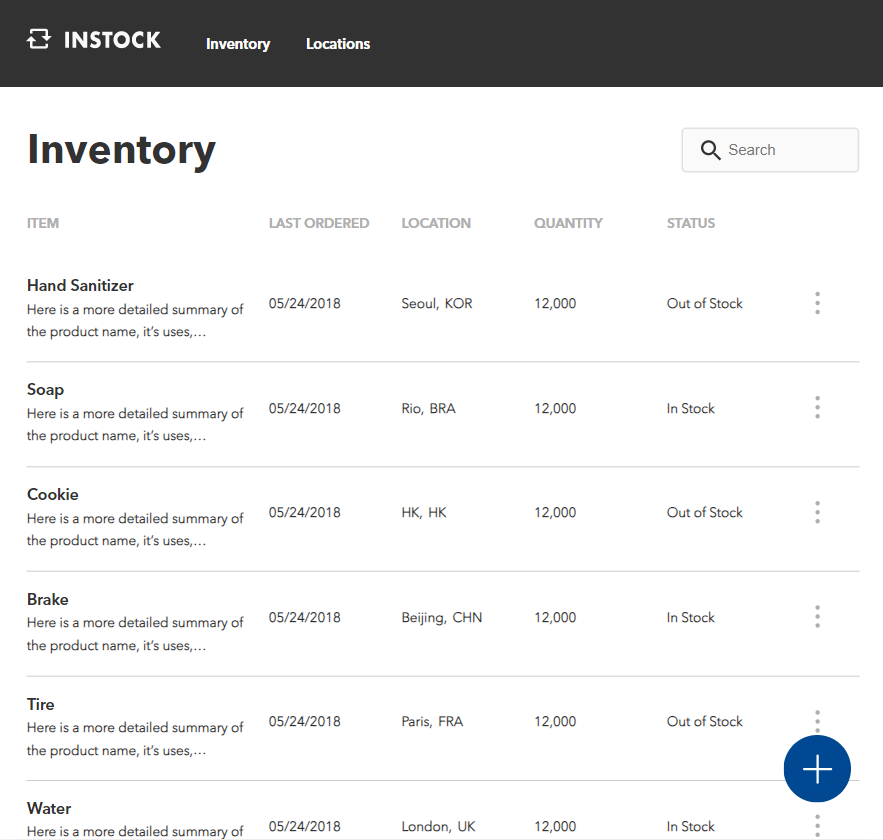 INSTOCK Inventory Locations
Inventory
Search
ITEM LAST ORDERED LOCATION QUANTITY STATUS
Hand Sanitizer
Here is a more detailed summary of
the product name, it’s uses,…
05/24/2018 Seoul, KOR 12,000 Out of Stock
Soap
Here is a more detailed summary of
the product name, it’s uses,…
05/24/2018 Rio, BRA 12,000 In Stock
Cookie
Here is a more detailed summary of
the product name, it’s uses,…
05/24/2018 HK, HK 12,000 Out of Stock
Brake
Here is a more detailed summary of
the product name, it’s uses,…
05/24/2018 Beijing, CHN 12,000 In Stock
Tire
Here is a more detailed summary of
the product name, it’s uses,…
05/24/2018 Paris, FRA 12,000 Out of Stock
Water
Here is a more detailed summary of
05/24/2018 London, UK 12,000 In Stock